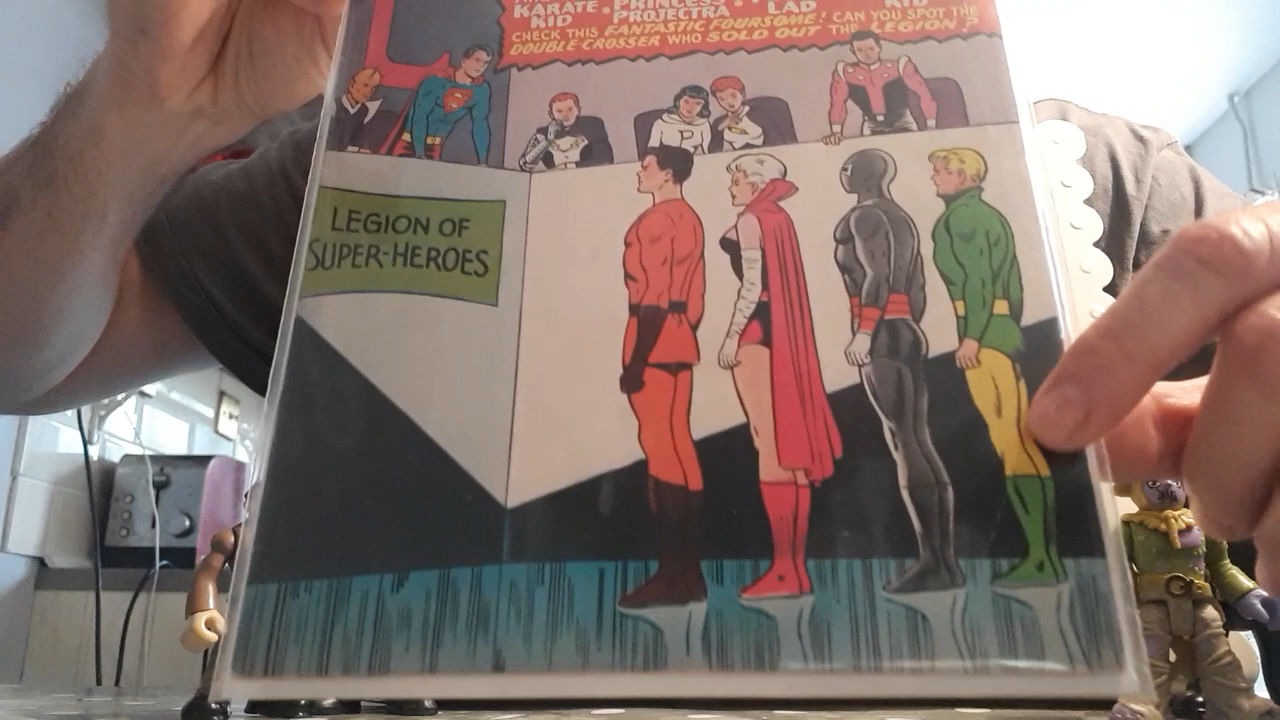 KARATE KID • PRINCESS PROJECTRA • LAD KID
CHECK THIS FANTASTIC FOURSOME! CAN YOU SPOT THE
DOUBLE-CROSSER WHO SOLD OUT THE LEGION?
P
LEGION OF
SUPER-HEROES